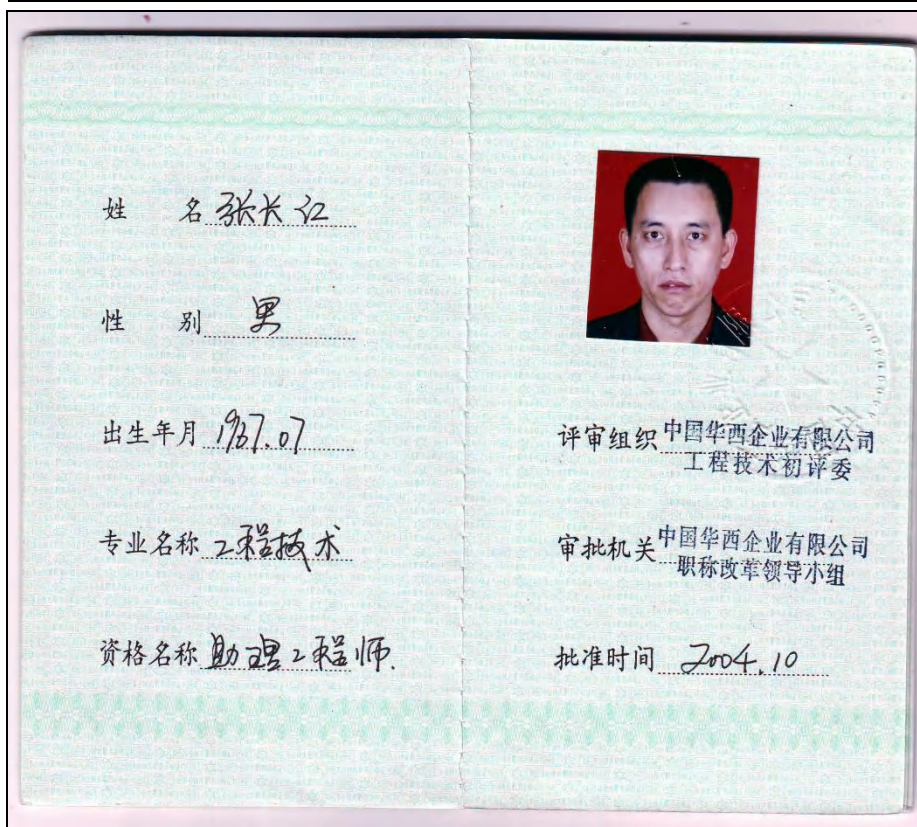 姓 名 张长江
性 别 男
出生年月 1967.07
专业名称 工程技术
资格名称 助理工程师.
评审组织 中国华西企业有限公司
工程技术初评委
审批机关 中国华西企业有限公司
职称改革领导小组
批准时间 2004.10